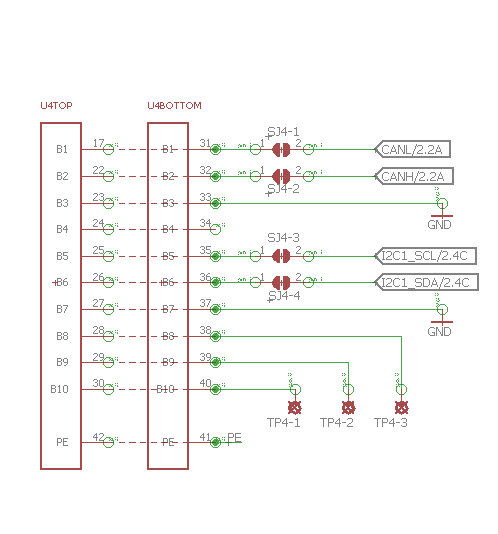 U4TOP U4BOTTOM
SJ4-1
B1 17 B1 31 1 2 CANL/2.2A
B2 22 B2 32 1 2 CANH/2.2A
SJ4-2
B3 23 B3 33
GND
B4 24 B4 34
SJ4-3
B5 25 B5 35 1 2 I2C1_SCL/2.4C
B6 26 B6 36 1 2 I2C1_SDA/2.4C
SJ4-4
B7 27 B7 37
GND
B8 28 B8 38
B9 29 B9 39
B10 30 B10 40
TP4-1 TP4-2 TP4-3
PE 42 PE 41 PE